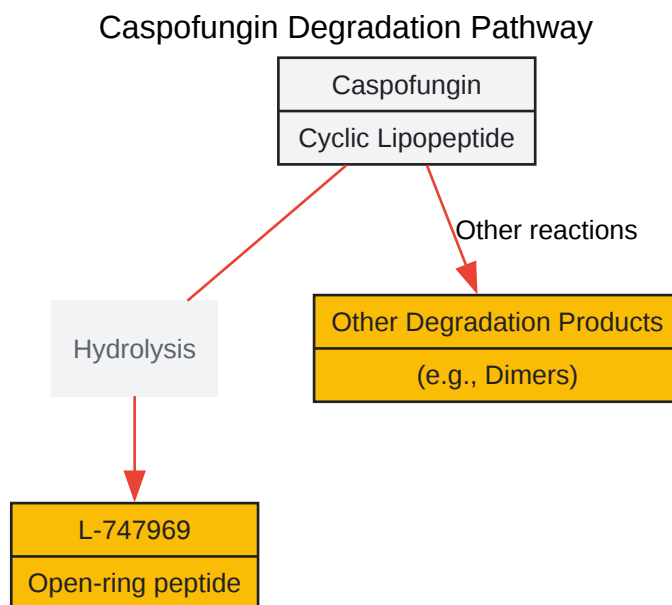 Caspofungin Degradation Pathway
Caspofungin
Cyclic Lipopeptide
Other reactions
Other Degradation Products
(e.g., Dimers)
Hydrolysis
L-747969
Open-ring peptide